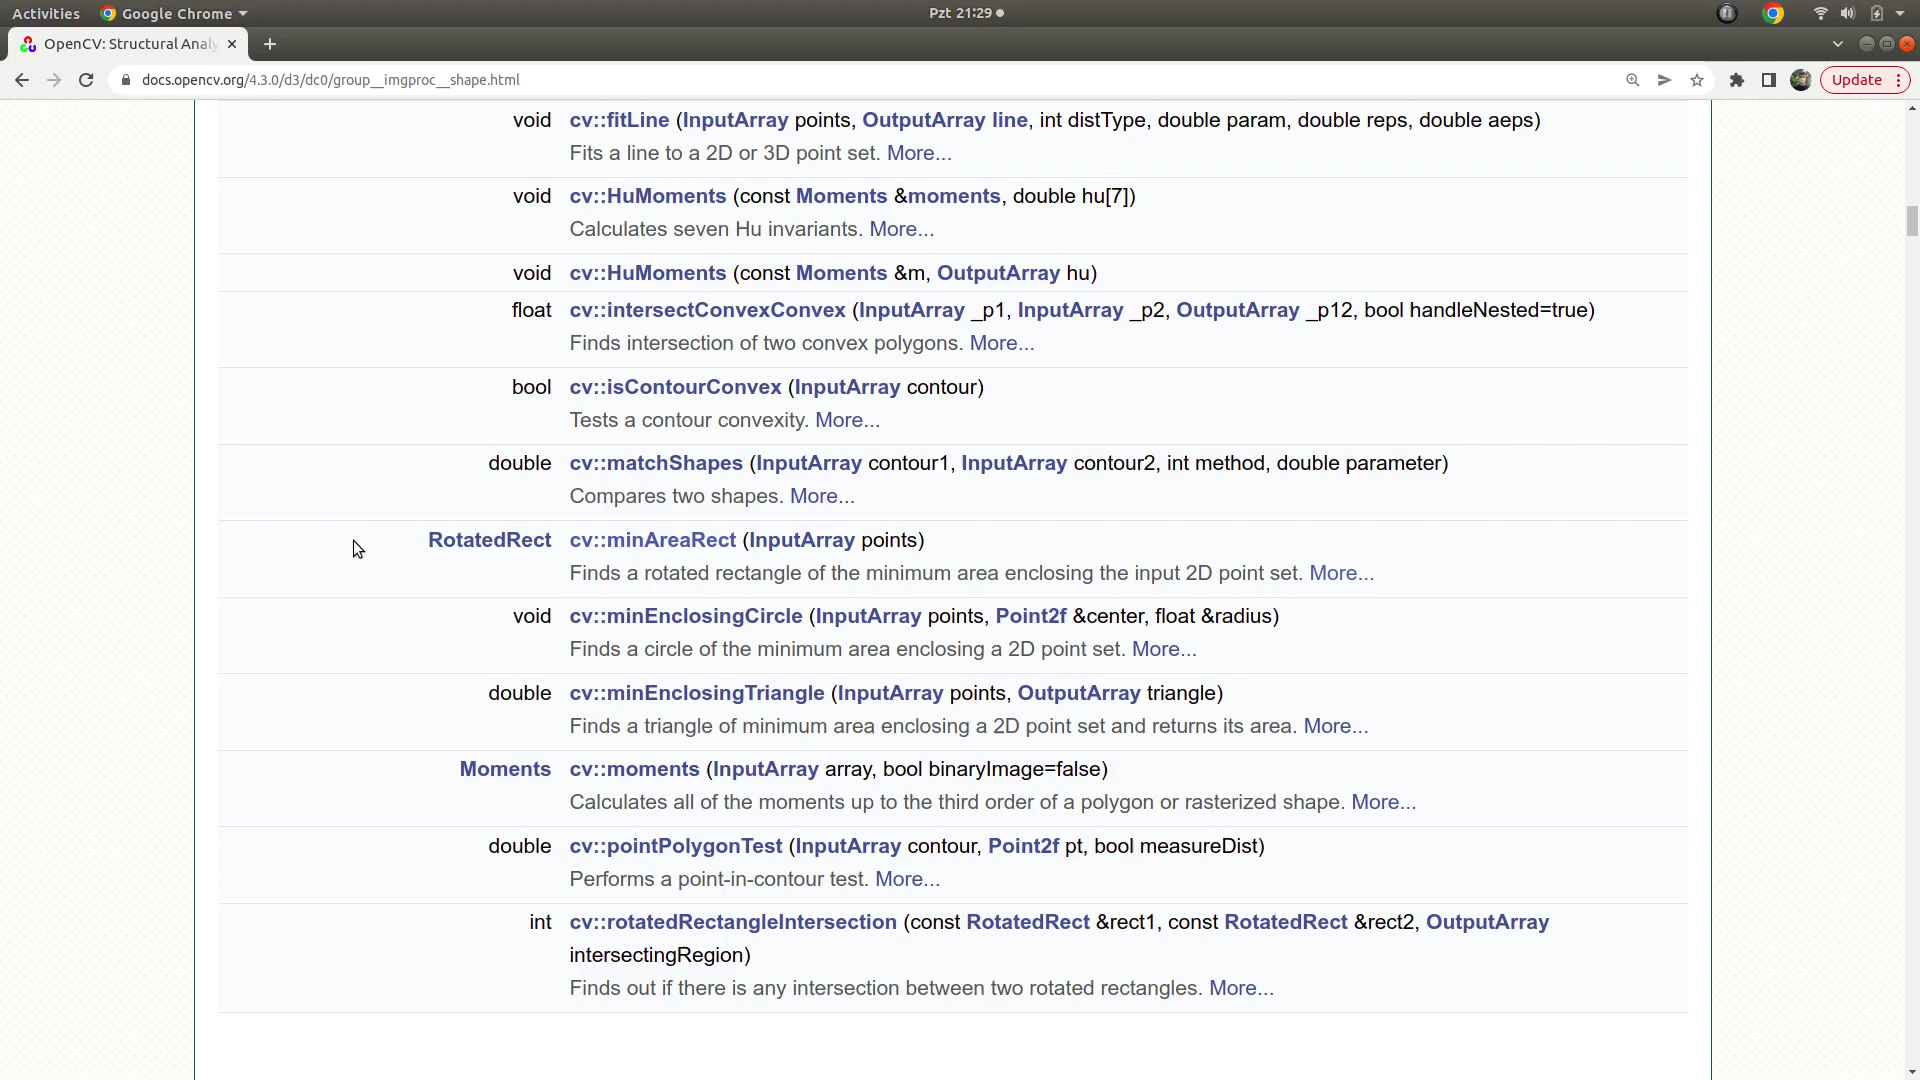 Activities
Google Chrome
Pzt 21:29
OpenCV: Structural Analy
docs.opencv.org/4.3.0/d3/dc0/group__imgproc__shape.html
Update
void cv::fitLine (InputArray points, OutputArray line, int distType, double param, double reps, double aeps)
Fits a line to a 2D or 3D point set. More...
void cv::HuMoments (const Moments &moments, double hu[7])
Calculates seven Hu invariants. More...
void cv::HuMoments (const Moments &m, OutputArray hu)
float cv::intersectConvexConvex (InputArray _p1, InputArray _p2, OutputArray _p12, bool handleNested=true)
Finds intersection of two convex polygons. More...
bool cv::isContourConvex (InputArray contour)
Tests a contour convexity. More...
double cv::matchShapes (InputArray contour1, InputArray contour2, int method, double parameter)
Compares two shapes. More...
RotatedRect cv::minAreaRect (InputArray points)
Finds a rotated rectangle of the minimum area enclosing the input 2D point set. More...
void cv::minEnclosingCircle (InputArray points, Point2f &center, float &radius)
Finds a circle of the minimum area enclosing a 2D point set. More...
double cv::minEnclosingTriangle (InputArray points, OutputArray triangle)
Finds a triangle of minimum area enclosing a 2D point set and returns its area. More...
Moments cv::moments (InputArray array, bool binaryImage=false)
Calculates all of the moments up to the third order of a polygon or rasterized shape. More...
double cv::pointPolygonTest (InputArray contour, Point2f pt, bool measureDist)
Performs a point-in-contour test. More...
int cv::rotatedRectangleIntersection (const RotatedRect &rect1, const RotatedRect &rect2, OutputArray
intersectingRegion)
Finds out if there is any intersection between two rotated rectangles. More...